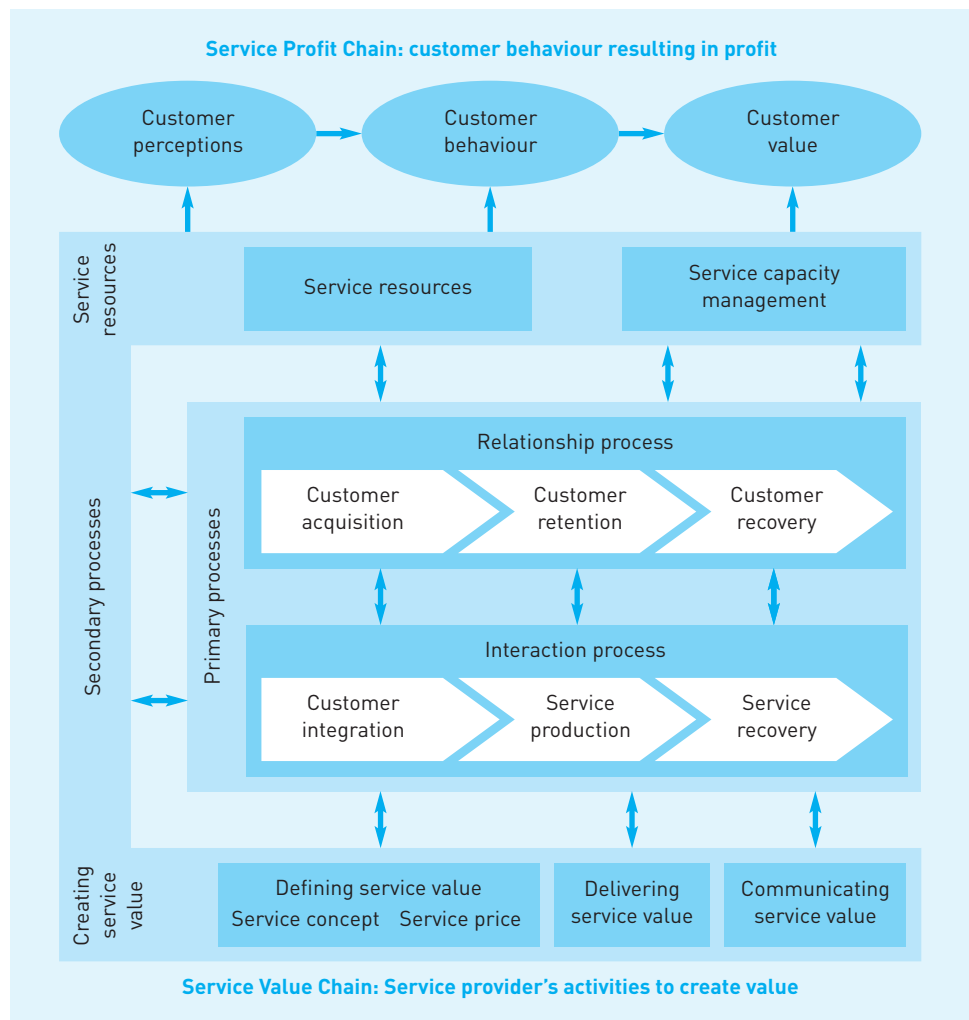 Service Profit Chain: customer behaviour resulting in profit
Customer
perceptions
Customer
behaviour
Customer
value
Service
resources
Service resources
Service capacity
management
Secondary processes
Primary processes
Relationship process
Customer
acquisition
Customer
retention
Customer
recovery
Interaction process
Customer
integration
Service
production
Service
recovery
Creating
service
value
Defining service value
Service concept Service price
Delivering
service value
Communicating
service value
Service Value Chain: Service provider’s activities to create value